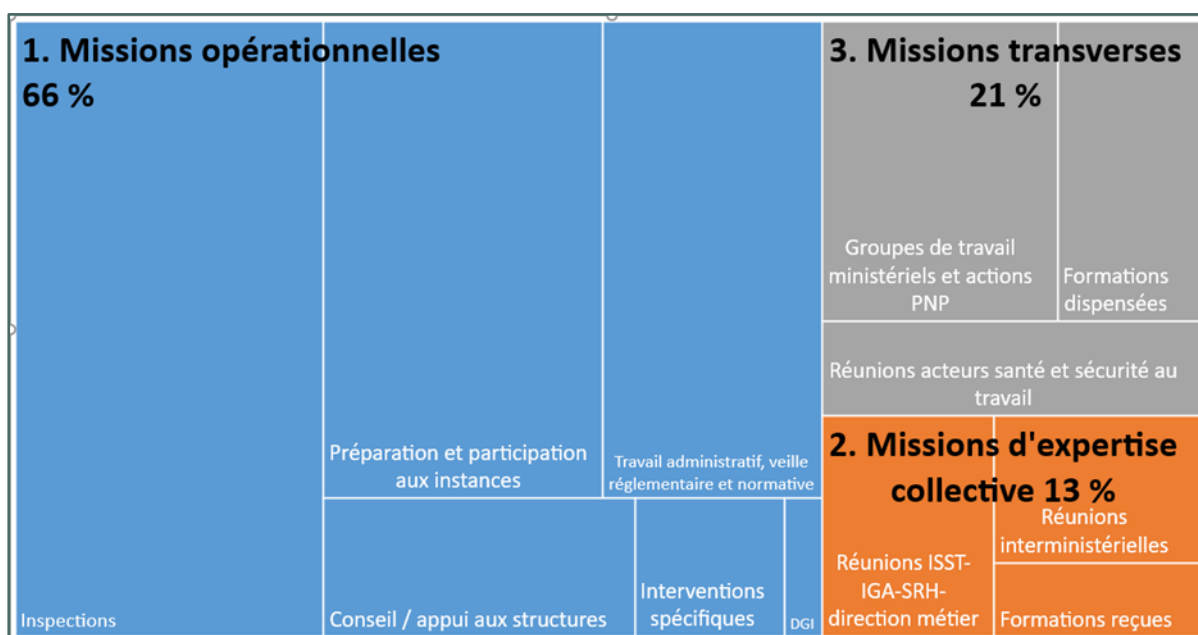 1. Missions opérationnelles
66 %
Inspections
Préparation et participation
aux instances
Travail administratif, veille
réglementaire et normative
Conseil / appui aux structures
Interventions
spécifiques
DGI
3. Missions transverses
21 %
Groupes de travail
ministériels et actions
PNP
Formations
dispensées
Réunions acteurs santé et sécurité au
travail
2. Missions d'expertise
collective 13 %
Réunions ISST-
IGA-SRH-
direction métier
Réunions
interministérielles
Formations reçues